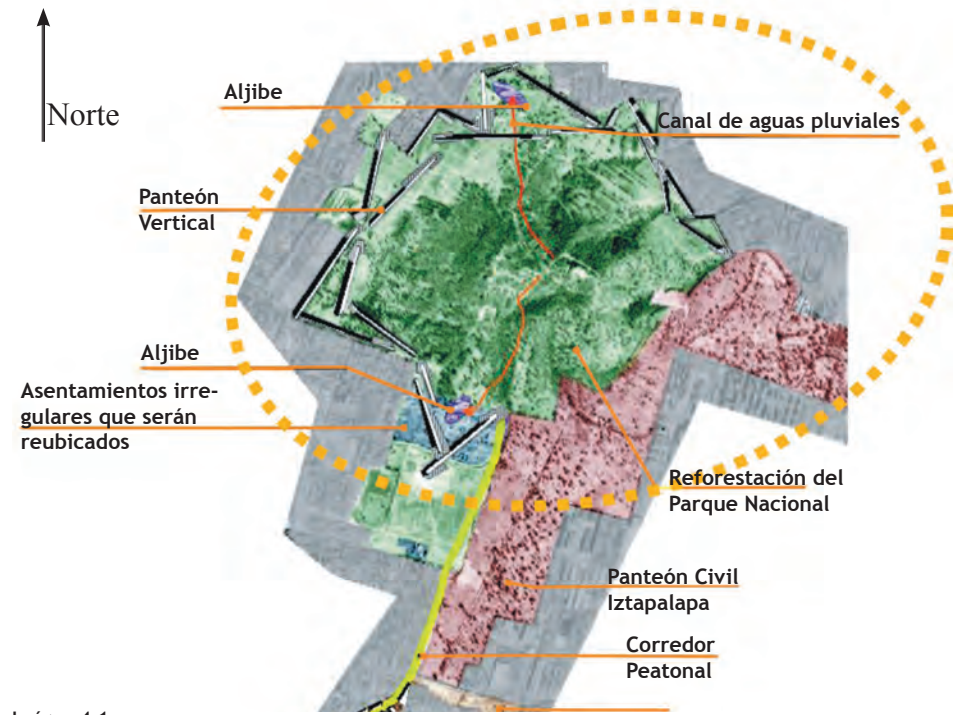 Norte
Aljibe
Canal de aguas pluviales
Panteón
Vertical
Aljibe
Asentamientos irre-
gulares que serán
reubicados
Reforestación del
Parque Nacional
Panteón Civil
Iztapalapa
Corredor
Peatonal